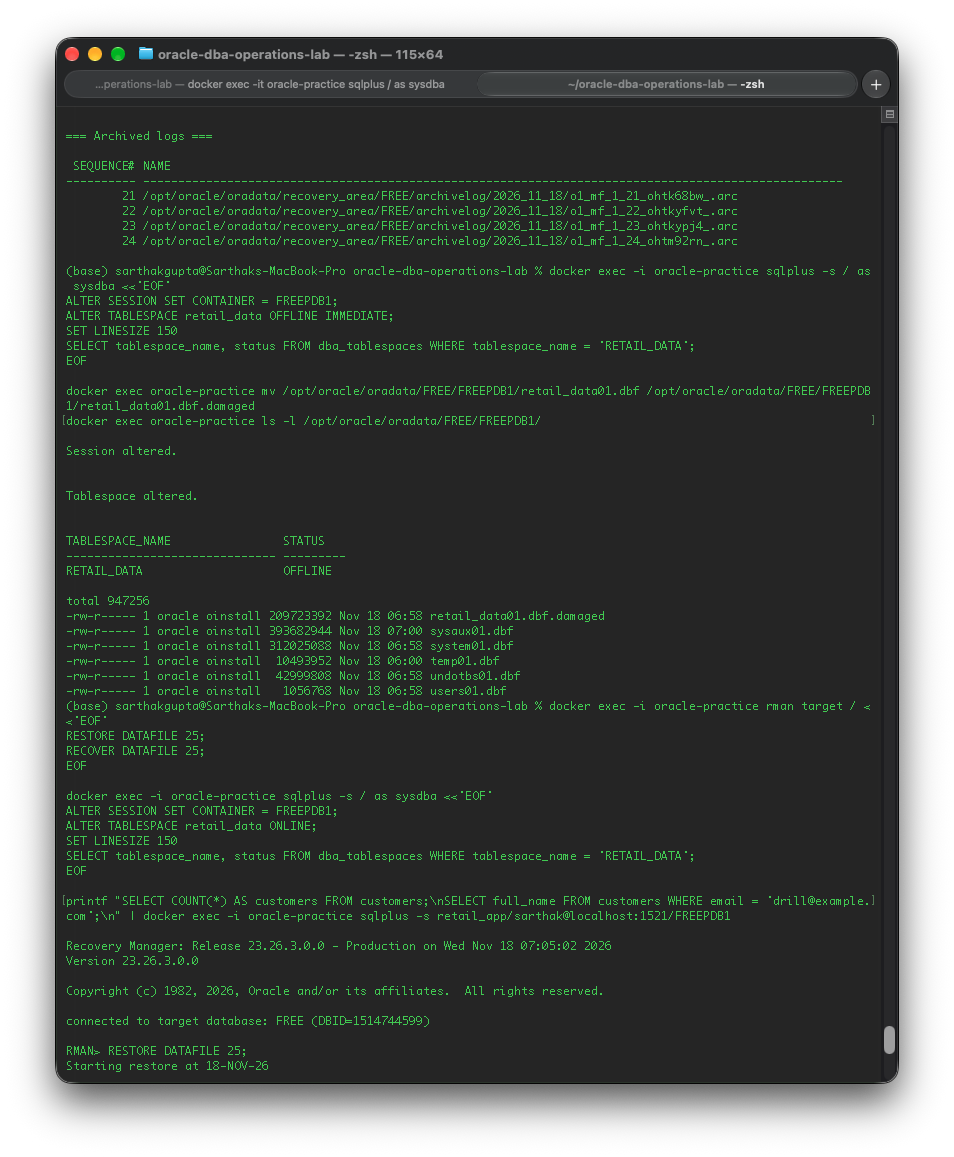 oracle-dba-operations-lab — -zsh — 115×64
...perations-lab — docker exec -it oracle-practice sqlplus / as sysdba
~/oracle-dba-operations-lab — -zsh
+
=== Archived logs ===
 SEQUENCE# NAME
---------- ----------------------------------------------------------------------------------------------------
        21 /opt/oracle/oradata/recovery_area/FREE/archivelog/2026_11_18/o1_mf_1_21_ohtk68bw_.arc
        22 /opt/oracle/oradata/recovery_area/FREE/archivelog/2026_11_18/o1_mf_1_22_ohtkyfvt_.arc
        23 /opt/oracle/oradata/recovery_area/FREE/archivelog/2026_11_18/o1_mf_1_23_ohtkypj4_.arc
        24 /opt/oracle/oradata/recovery_area/FREE/archivelog/2026_11_18/o1_mf_1_24_ohtm92rn_.arc
(base) sarthakgupta@Sarthaks-MacBook-Pro oracle-dba-operations-lab % docker exec -i oracle-practice sqlplus -s / as
 sysdba <<'EOF'
ALTER SESSION SET CONTAINER = FREEPDB1;
ALTER TABLESPACE retail_data OFFLINE IMMEDIATE;
SET LINESIZE 150
SELECT tablespace_name, status FROM dba_tablespaces WHERE tablespace_name = 'RETAIL_DATA';
EOF
docker exec oracle-practice mv /opt/oracle/oradata/FREE/FREEPDB1/retail_data01.dbf /opt/oracle/oradata/FREE/FREEPDB
1/retail_data01.dbf.damaged
[docker exec oracle-practice ls -l /opt/oracle/oradata/FREE/FREEPDB1/ ]
Session altered.
Tablespace altered.
TABLESPACE_NAME                STATUS
------------------------------ ---------
RETAIL_DATA                    OFFLINE
total 947256
-rw-r----- 1 oracle oinstall 209723392 Nov 18 06:58 retail_data01.dbf.damaged
-rw-r----- 1 oracle oinstall 393682944 Nov 18 07:00 sysaux01.dbf
-rw-r----- 1 oracle oinstall 312025088 Nov 18 06:58 system01.dbf
-rw-r----- 1 oracle oinstall  10493952 Nov 18 06:00 temp01.dbf
-rw-r----- 1 oracle oinstall  42999808 Nov 18 06:58 undotbs01.dbf
-rw-r----- 1 oracle oinstall   1056768 Nov 18 06:58 users01.dbf
(base) sarthakgupta@Sarthaks-MacBook-Pro oracle-dba-operations-lab % docker exec -i oracle-practice rman target / <
<'EOF'
RESTORE DATAFILE 25;
RECOVER DATAFILE 25;
EOF
docker exec -i oracle-practice sqlplus -s / as sysdba <<'EOF'
ALTER SESSION SET CONTAINER = FREEPDB1;
ALTER TABLESPACE retail_data ONLINE;
SET LINESIZE 150
SELECT tablespace_name, status FROM dba_tablespaces WHERE tablespace_name = 'RETAIL_DATA';
EOF
[printf "SELECT COUNT(*) AS customers FROM customers;\nSELECT full_name FROM customers WHERE email = 'drill@example.]
com';\n" | docker exec -i oracle-practice sqlplus -s retail_app/sarthak@localhost:1521/FREEPDB1
Recovery Manager: Release 23.26.3.0.0 - Production on Wed Nov 18 07:05:02 2026
Version 23.26.3.0.0
Copyright (c) 1982, 2026, Oracle and/or its affiliates.  All rights reserved.
connected to target database: FREE (DBID=1514744599)
RMAN> RESTORE DATAFILE 25;
Starting restore at 18-NOV-26